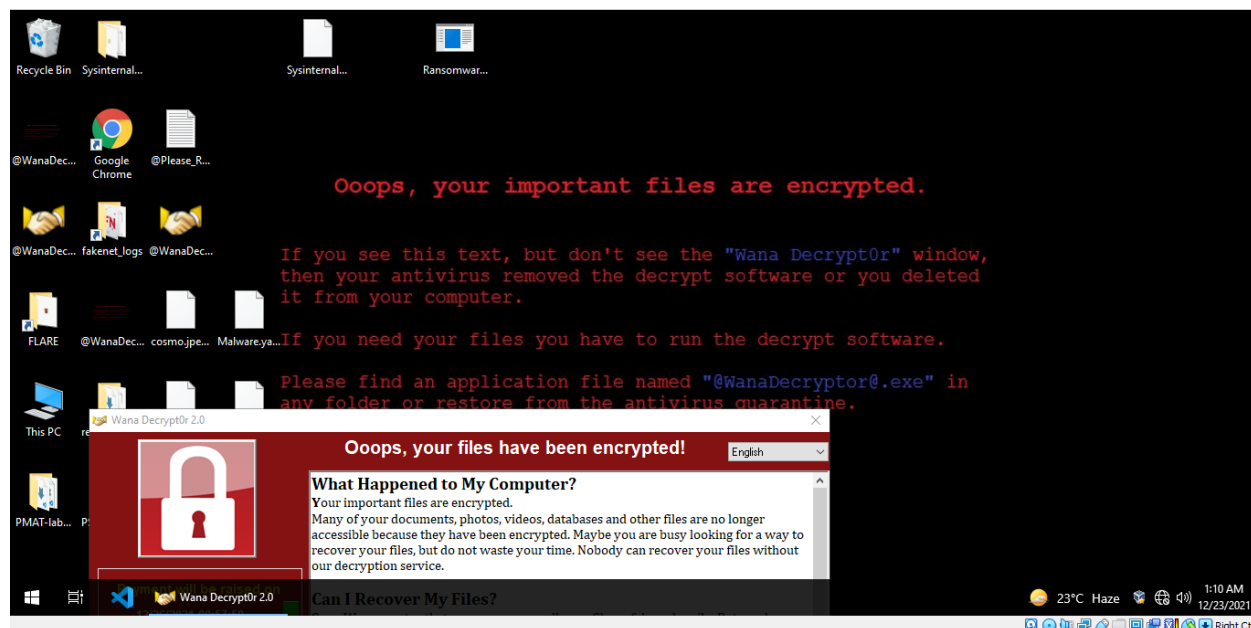 Recycle Bin
Sysinternal...
Sysinternal...
Ransomwar...
@WanaDec...
Google
Chrome
@Please_R...
Ooops, your important files are encrypted.
@WanaDec...
fakenet_logs
@WanaDec...
If you see this text, but don't see the "Wana Decrypt0r" window,
then your antivirus removed the decrypt software or you deleted
it from your computer.
FLARE
@WanaDec...
cosmo.jpe...
Malware.ya...
If you need your files you have to run the decrypt software.
Please find an application file named "@WanaDecryptor@.exe" in
any folder or restore from the antivirus quarantine.
This PC
re
PMAT-lab...
Wana Decrypt0r 2.0
Ooops, your files have been encrypted!
English
What Happened to My Computer?
Your important files are encrypted.
Many of your documents, photos, videos, databases and other files are no longer
accessible because they have been encrypted. Maybe you are busy looking for a way to
recover your files, but do not waste your time. Nobody can recover your files without
our decryption service.
Payment will be raised on
Can I Recover My Files?
Wana Decrypt0r 2.0
23°C Haze
1:10 AM
12/23/2021
Right Ct